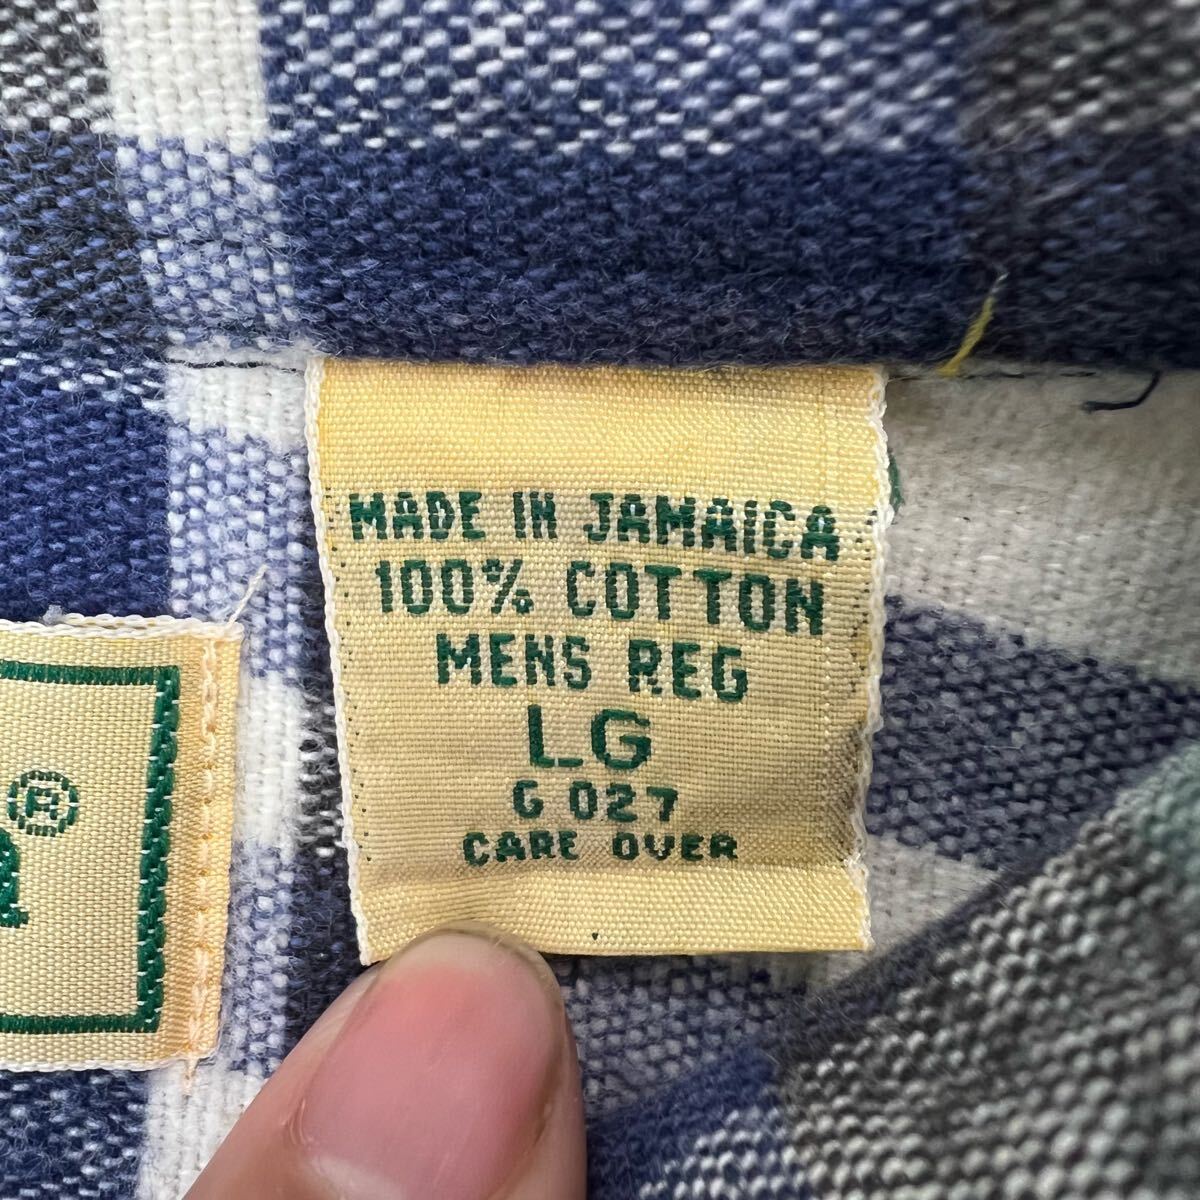 MADE IN JAMAICA
100% COTTON
MENS REG
LG
G 027
CARE OVER
®